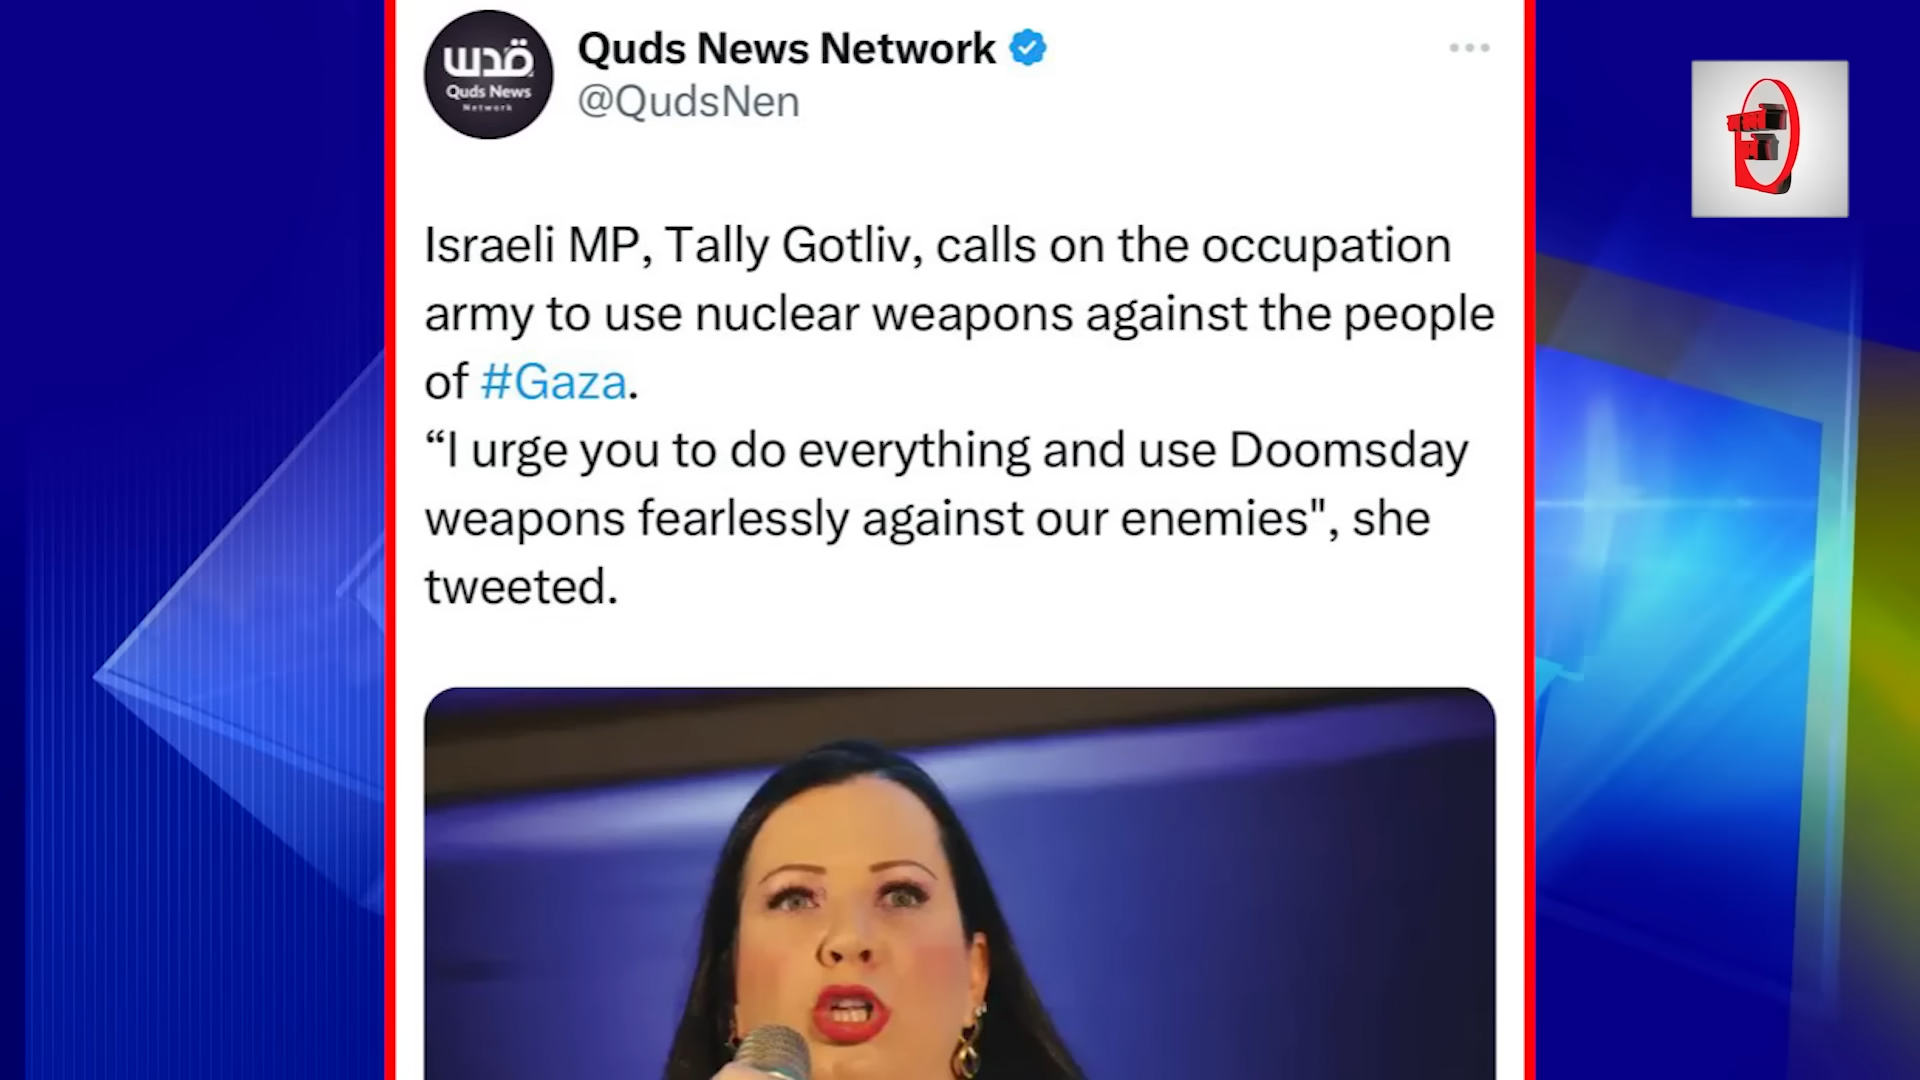 قدس
Quds News
Network
Quds News Network
@QudsNen
Israeli MP, Tally Gotliv, calls on the occupation
army to use nuclear weapons against the people
of #Gaza.
“I urge you to do everything and use Doomsday
weapons fearlessly against our enemies", she
tweeted.